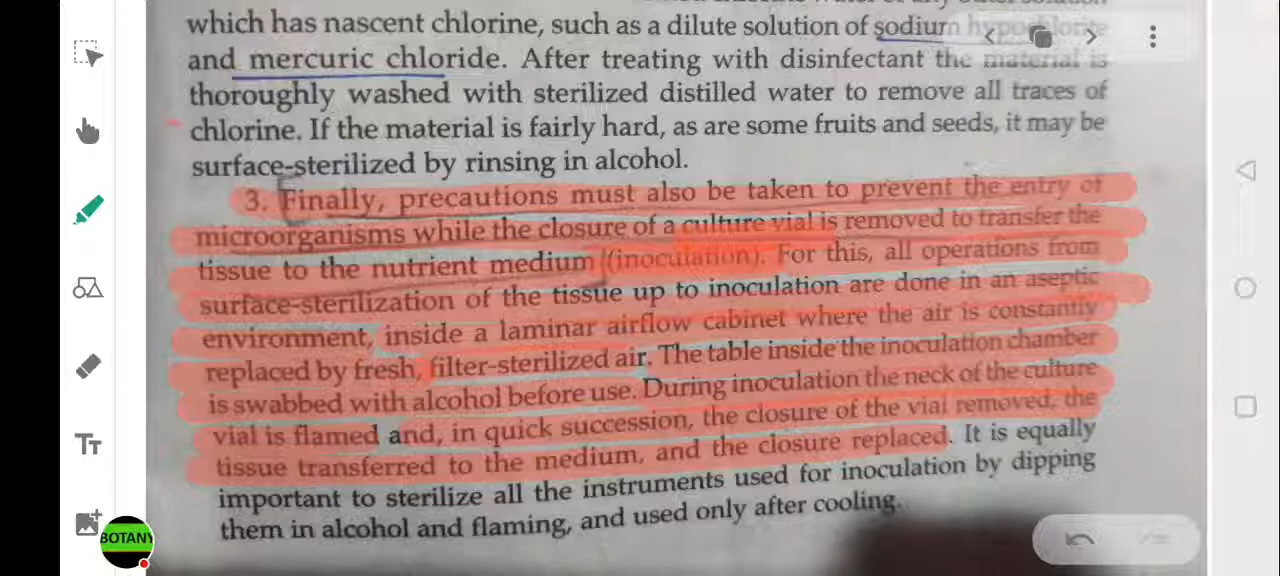 which has nascent chlorine, such as a dilute solution of sodium hypochlorite
and mercuric chloride. After treating with disinfectant the material is
thoroughly washed with sterilized distilled water to remove all traces of
chlorine. If the material is fairly hard, as are some fruits and seeds, it may be
surface-sterilized by rinsing in alcohol.
3. Finally, precautions must also be taken to prevent the entry of
microorganisms while the closure of a culture vial is removed to transfer the
tissue to the nutrient medium (inoculation). For this, all operations from
surface-sterilization of the tissue up to inoculation are done in an aseptic
environment, inside a laminar airflow cabinet where the air is constantly
replaced by fresh, filter-sterilized air. The table inside the inoculation chamber
is swabbed with alcohol before use. During inoculation the neck of the culture
vial is flamed and, in quick succession, the closure of the vial removed, the
tissue transferred to the medium, and the closure replaced. It is equally
important to sterilize all the instruments used for inoculation by dipping
them in alcohol and flaming, and used only after cooling.
TT
BOTANY